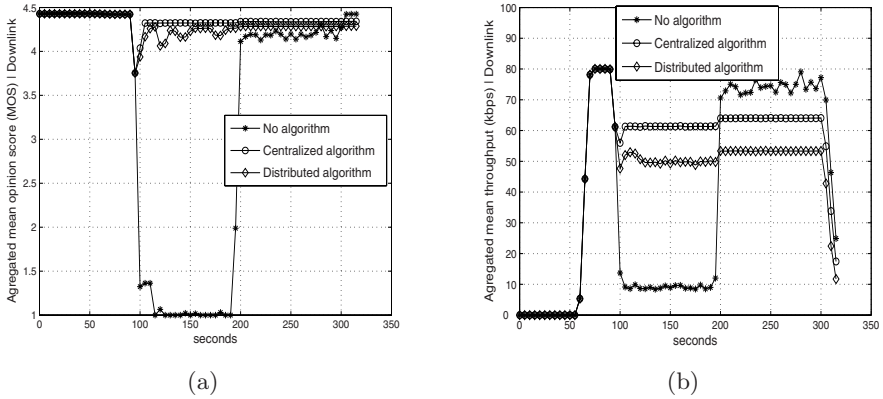 Agregated mean opinion score (MOS) | Downlink
4.5
4
3.5
3
2.5
2
1.5
1
No algorithm
Centralized algorithm
Distributed algorithm
0 50 100 150 200 250 300 350
seconds
(a)
Agregated mean throughput (kbps) | Downlink
100
90
80
70
60
50
40
30
20
10
0
No algorithm
Centralized algorithm
Distributed algorithm
0 50 100 150 200 250 300 350
seconds
(b)